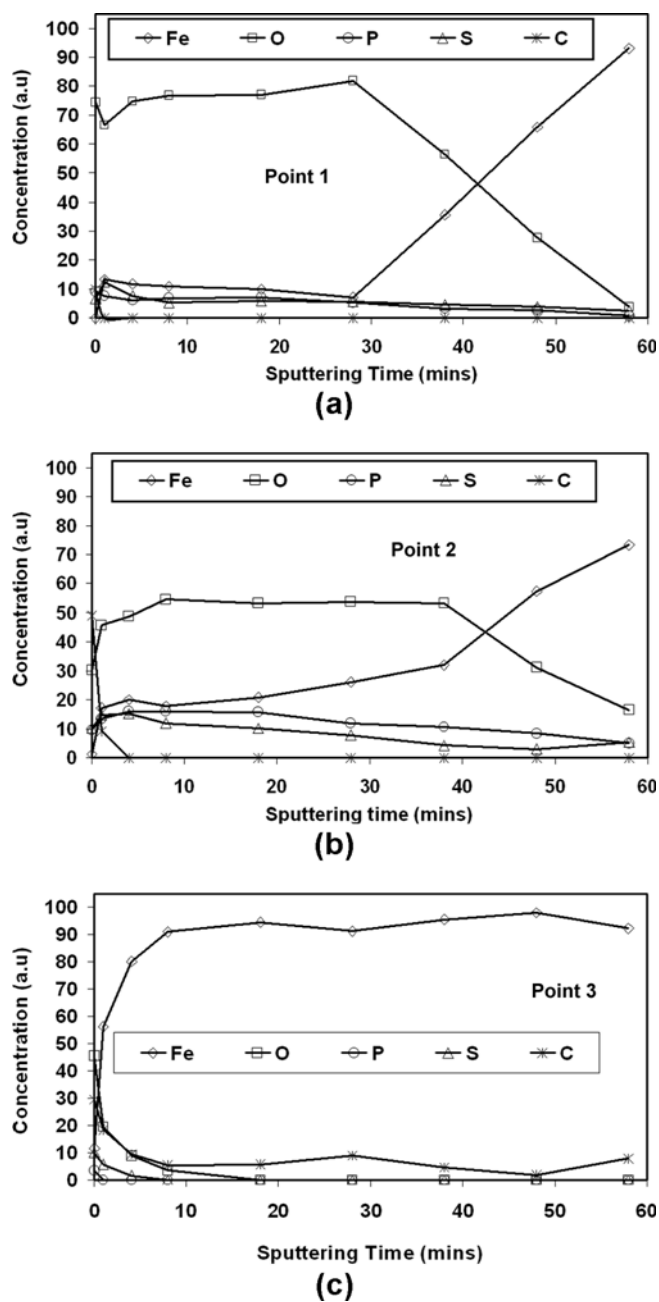 Fe O P S C
100
90
80
70
60
50
40
30
20
10
0
Concentration (a.u)
Point 1
0 10 20 30 40 50 60
Sputtering Time (mins)
(a)
Fe O P S C
100
90
80
70
60
50
40
30
20
10
0
Concentration (a.u)
Point 2
0 10 20 30 40 50 60
Sputtering time (mins)
(b)
100
90
80
70
60
50
40
30
20
10
0
Concentration (a.u)
Point 3
Fe O P S C
0 10 20 30 40 50 60
Sputtering Time (mins)
(c)